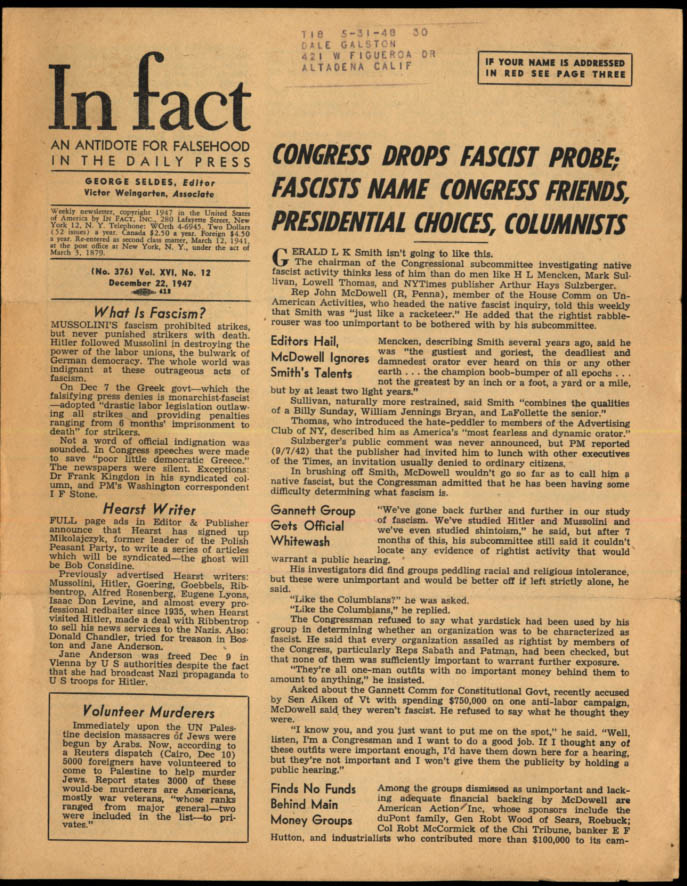 T18 5-31-48 30
DALE GALSTON
421 W FIGUEROA DR
ALTADENA CALIF
IF YOUR NAME IS ADDRESSED
IN RED SEE PAGE THREE
In fact
AN ANTIDOTE FOR FALSEHOOD
IN THE DAILY PRESS
GEORGE SELDES, Editor
Victor Weingarten, Associate
Weekly newsletter, copyright 1947 in the United States
of America by IN FACT, INC., 280 Lafayette Street, New
York 12, N. Y. Telephone: WOrth 4-6945. Two Dollars
(52 issues) a year. Canada $2.50 a year. Foreign $4.50
a year. Re-entered as second class matter, March 12, 1941,
at the post office at New York, N. Y., under the act of
March 3, 1879.
(No. 376) Vol. XVI, No. 12
December 22, 1947
What Is Fascism?
MUSSOLINI'S fascism prohibited strikes,
but never punished strikers with death.
Hitler followed Mussolini in destroying the
power of the labor unions, the bulwark of
German democracy. The whole world was
indignant at these outrageous acts of
fascism.
On Dec 7 the Greek govt—which the
falsifying press denies is monarchist-fascist
—adopted "drastic labor legislation outlaw-
ing all strikes and providing penalties
ranging from 6 months' imprisonment to
death" for strikers.
Not a word of official indignation was
sounded. In Congress speeches were made
to save "poor little democratic Greece."
The newspapers were silent. Exceptions:
Dr Frank Kingdon in his syndicated col-
umn, and PM's Washington correspondent
I F Stone.
Hearst Writer
FULL page ads in Editor & Publisher
announce that Hearst has signed up
Mikolajczyk, former leader of the Polish
Peasant Party, to write a series of articles
which will be syndicated—the ghost will
be Bob Considine.
Previously advertised Hearst writers:
Mussolini, Hitler, Goering, Goebbels, Rib-
bentrop, Alfred Rosenberg, Eugene Lyons,
Isaac Don Levine, and almost every pro-
fessional redbaiter since 1935, when Hearst
visited Hitler, made a deal with Ribbentrop
to sell his news services to the Nazis. Also:
Donald Chandler, tried for treason in Bos-
ton and Jane Anderson.
Jane Anderson was freed Dec 9 in
Vienna by U S authorities despite the fact
that she had broadcast Nazi propaganda to
U S troops for Hitler.
Volunteer Murderers
Immediately upon the UN Pales-
tine decision massacres of Jews were
begun by Arabs. Now, according to
a Reuters dispatch (Cairo, Dec 10)
5000 foreigners have volunteered to
come to Palestine to help murder
Jews. Report states 3000 of these
would-be murderers are Americans,
mostly war veterans, "whose ranks
ranged from major general—two
were included in the list—to pri-
vates."
CONGRESS DROPS FASCIST PROBE;
FASCISTS NAME CONGRESS FRIENDS,
PRESIDENTIAL CHOICES, COLUMNISTS
GERALD L K Smith isn't going to like this.
The chairman of the Congressional subcommittee investigating native
fascist activity thinks less of him than do men like H L Mencken, Mark Sul-
livan, Lowell Thomas, and NYTimes publisher Arthur Hays Sulzberger.
Rep John McDowell (R, Penna), member of the House Comm on Un-
American Activities, who headed the native fascist inquiry, told this weekly
that Smith was "just like a racketeer." He added that the rightist rabble-
rouser was too unimportant to be bothered with by his subcommittee.
Editors Hail,
McDowell Ignores
Smith's Talents
Mencken, describing Smith several years ago, said he
was "the gustiest and goriest, the deadliest and
damnedest orator ever heard on this or any other
earth . . . the champion boob-bumper of all epochs . . .
not the greatest by an inch or a foot, a yard or a mile,
but by at least two light years."
Sullivan, naturally more restrained, said Smith "combines the qualities
of a Billy Sunday, William Jennings Bryan, and LaFollette the senior."
Thomas, who introduced the hate-peddler to members of the Advertising
Club of NY, described him as America's "most fearless and dynamic orator."
Sulzberger's public comment was never announced, but PM reported
(9/7/42) that the publisher had invited him to lunch with other executives
of the Times, an invitation usually denied to ordinary citizens.
In brushing off Smith, McDowell wouldn't go so far as to call him a
native fascist, but the Congressman admitted that he has been having some
difficulty determining what fascism is.
Gannett Group
Gets Official
Whitewash
"We've gone back further and further in our study
of fascism. We've studied Hitler and Mussolini and
we've even studied shintoism," he said, but after 7
months of this, his subcommittee still said it couldn't
locate any evidence of rightist activity that would
warrant a public hearing.
His investigators did find groups peddling racial and religious intolerance,
but these were unimportant and would be better off if left strictly alone, he
said.
"Like the Columbians?" he was asked.
"Like the Columbians," he replied.
The Congressman refused to say what yardstick had been used by his
group in determining whether an organization was to be characterized as
fascist. He said that every organization assailed as rightist by members of
the Congress, particularly Reps Sabath and Patman, had been checked, but
that none of them was sufficiently important to warrant further exposure.
"They're all one-man outfits with no important money behind them to
amount to anything," he insisted.
Asked about the Gannett Comm for Constitutional Govt, recently accused
by Sen Aiken of Vt with spending $750,000 on one anti-labor campaign,
McDowell said they weren't fascist. He refused to say what he thought they
were.
"I know you, and you just want to put me on the spot," he said. "Well,
listen, I'm a Congressman and I want to do a good job. If I thought any of
these outfits were important enough, I'd have them down here for a hearing,
but they're not important and I won't give them the publicity by holding a
public hearing."
Finds No Funds
Behind Main
Money Groups
Among the groups dismissed as unimportant and lack-
ing adequate financial backing by McDowell are
American Action Inc, whose sponsors include the
duPont family, Gen Robt Wood of Sears, Roebuck;
Col Robt McCormick of the Chi Tribune, banker E F
Hutton, and industrialists who contributed more than $100,000 to its cam-